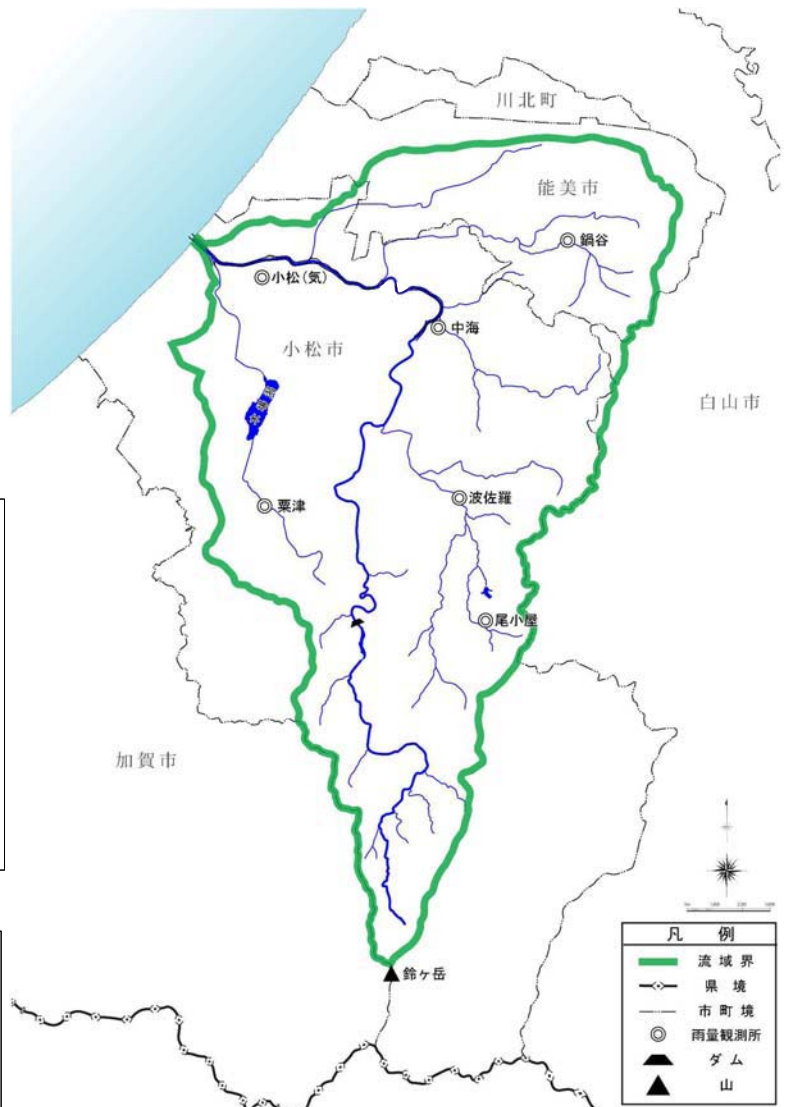 川北町
能美市
鍋谷
小松(気)
中海
小松市
白山市
波佐羅
粟津
尾小屋
加賀市
鈴ヶ岳
凡 例
流域界
県境
市町境
雨量観測所
ダム
山